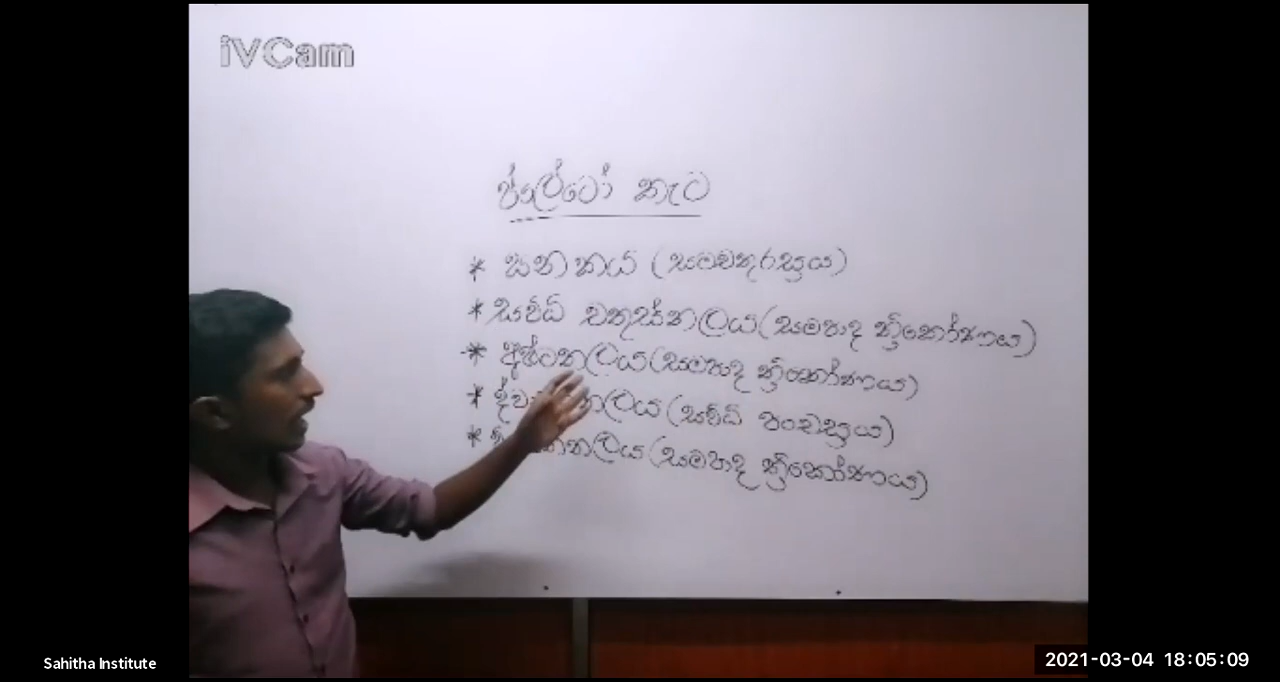 iVCam
ප්ලේටෝ තැට
* ඝනකය (සමචතුරස්‍රය)
* සවිධි චතුස්තලය (සමපාද ත්‍රිකෝණය)
* අෂ්ටතලය (සමපාද ත්‍රිකෝණය)
* (සවිධි පංචස්‍රය)
* (සමපාද ත්‍රිකෝණය)
Sahitha Institute
2021-03-04 18:05:09